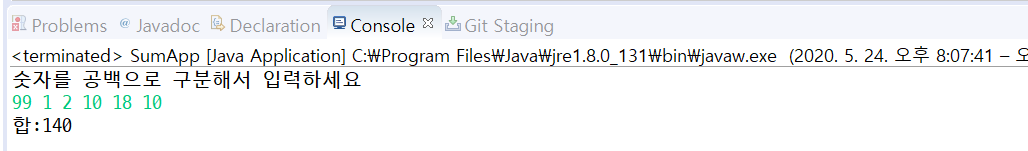 Problems @ Javadoc Declaration Console Git Staging
<terminated> SumApp [Java Application] C:₩Program Files₩Java₩jre1.8.0_131₩bin₩javaw.exe (2020. 5. 24. 오후 8:07:41 – 오
숫자를 공백으로 구분해서 입력하세요
99 1 2 10 18 10
합:140